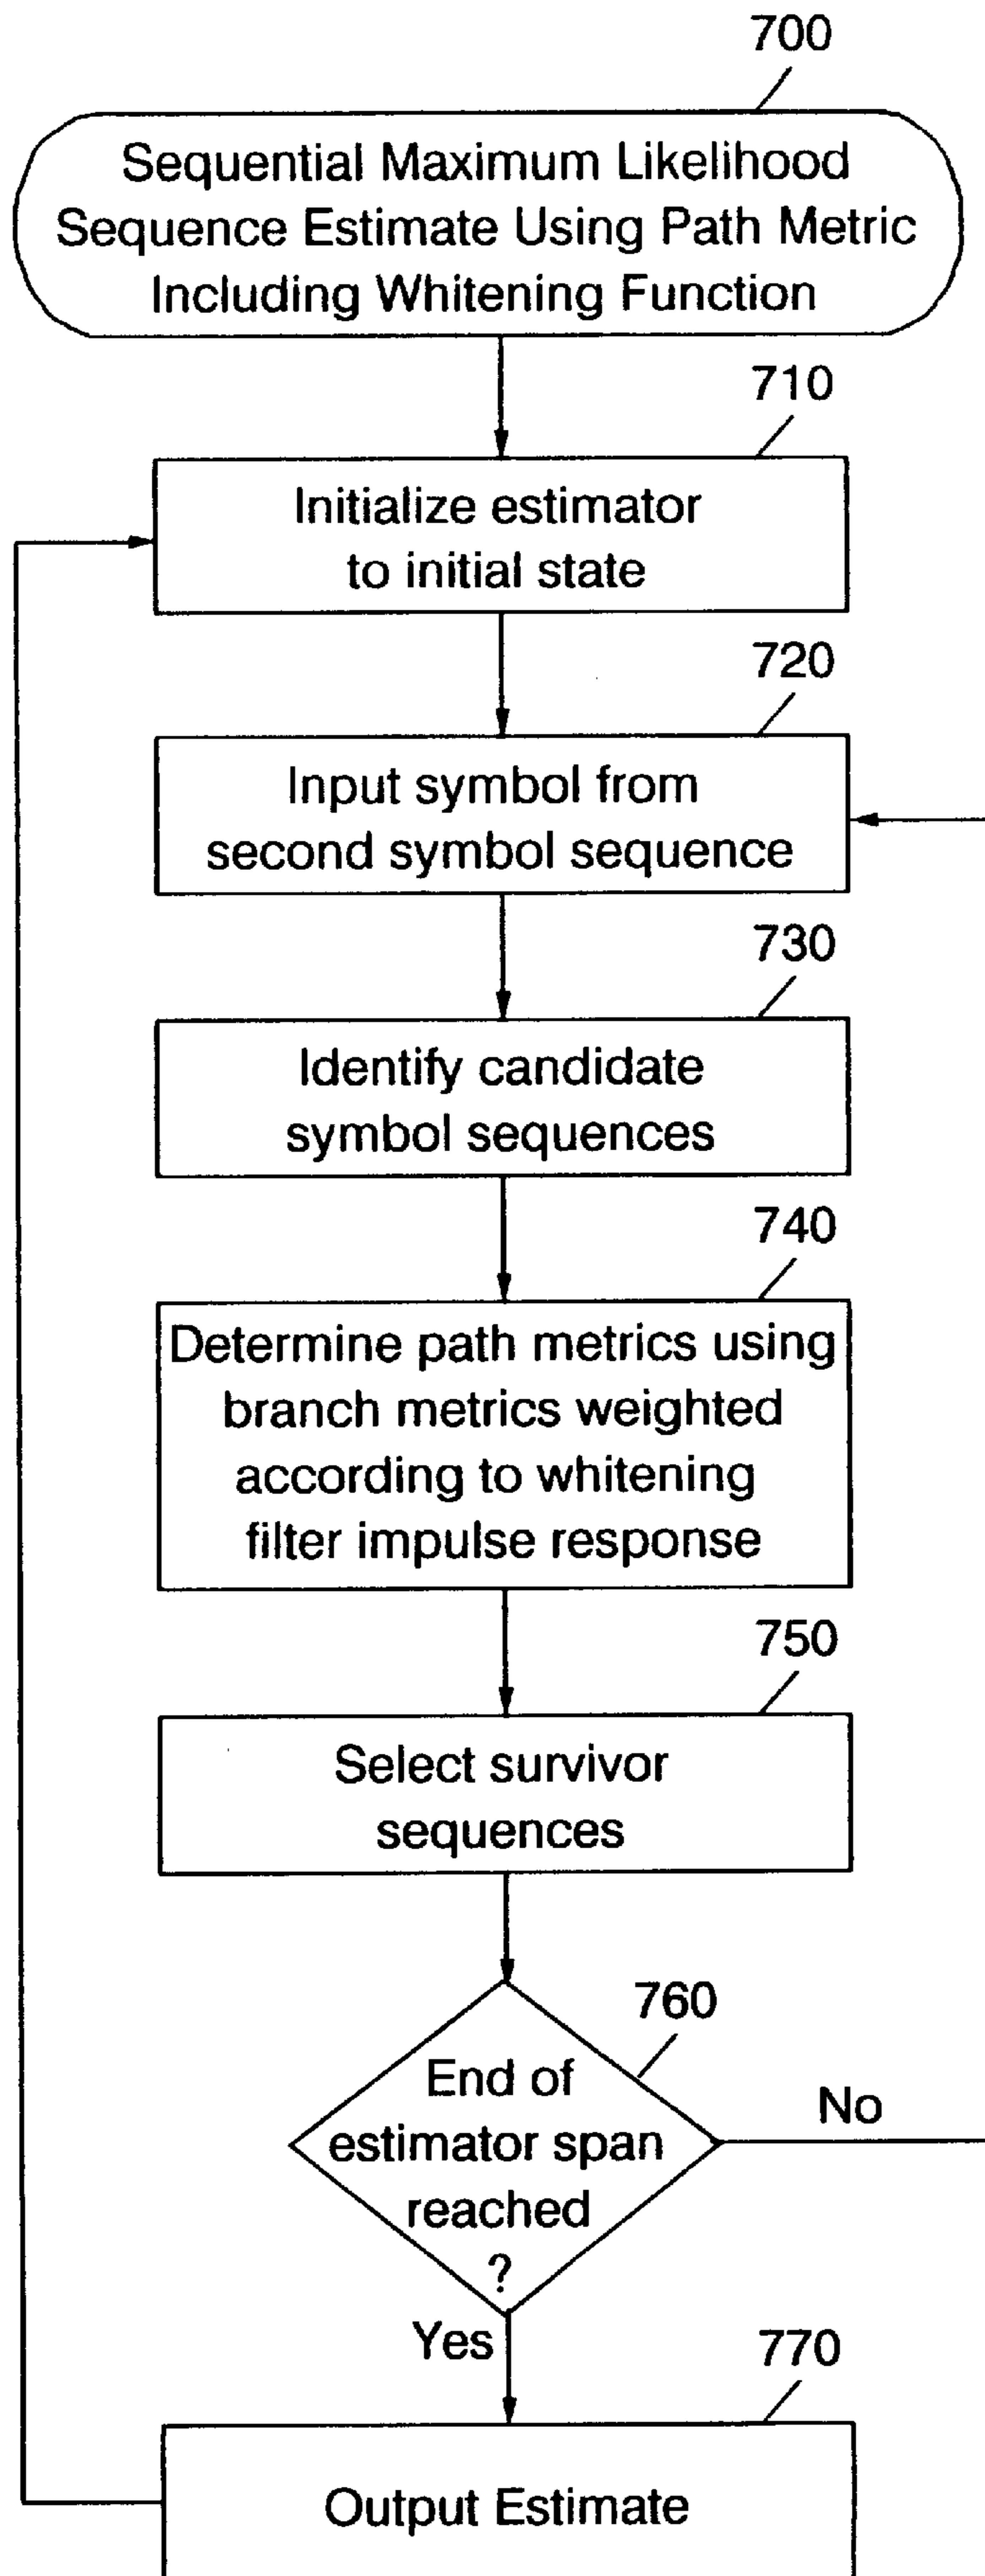 700
Sequential Maximum Likelihood
Sequence Estimate Using Path Metric
Including Whitening Function
710
Initialize estimator
to initial state
720
Input symbol from
second symbol sequence
730
Identify candidate
symbol sequences
740
Determine path metrics using
branch metrics weighted
according to whitening
filter impulse response
750
Select survivor
sequences
760
End of
estimator span
reached
?
No
Yes
770
Output Estimate